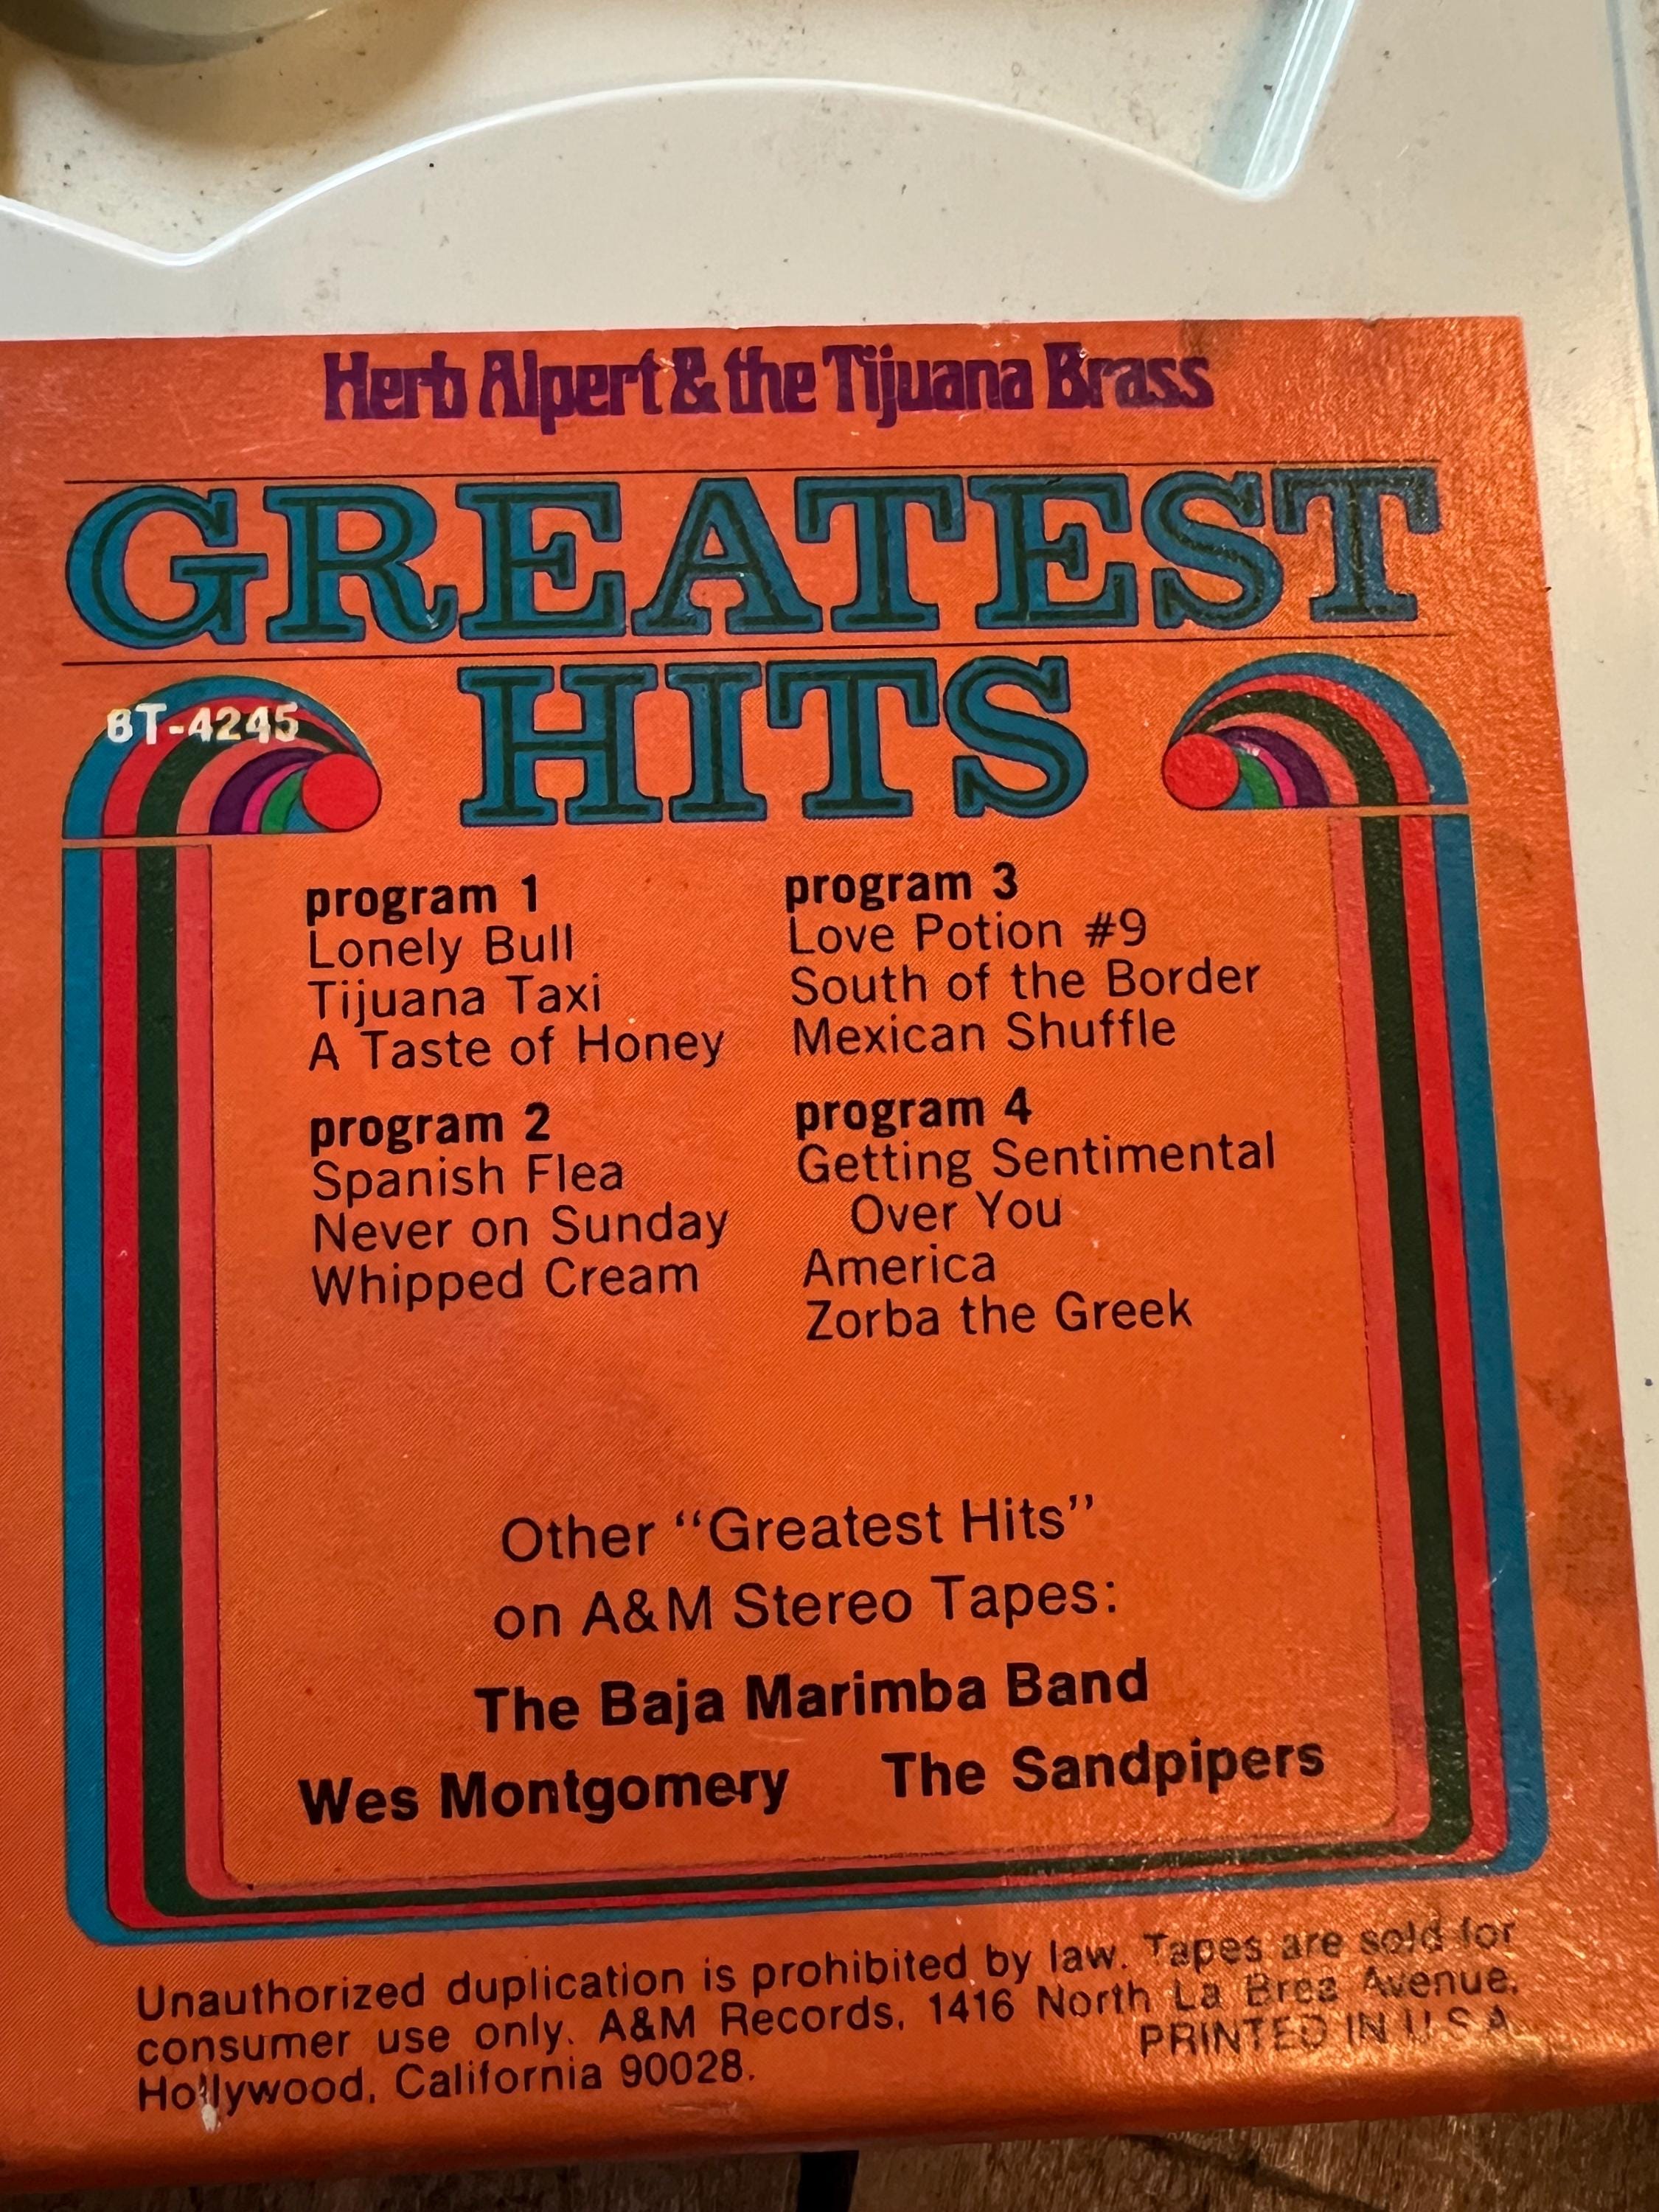 Herb Alpert & the Tijuana Brass
GREATEST
HITS
8T-4245
program 1
Lonely Bull
Tijuana Taxi
A Taste of Honey
program 2
Spanish Flea
Never on Sunday
Whipped Cream
program 3
Love Potion #9
South of the Border
Mexican Shuffle
program 4
Getting Sentimental
Over You
America
Zorba the Greek
Other "Greatest Hits"
on A&M Stereo Tapes:
The Baja Marimba Band
Wes Montgomery The Sandpipers
Unauthorized duplication is prohibited by law. Tapes are sold for
consumer use only. A&M Records, 1416 North La Brea Avenue,
Hollywood, California 90028.
PRINTED IN U.S.A.